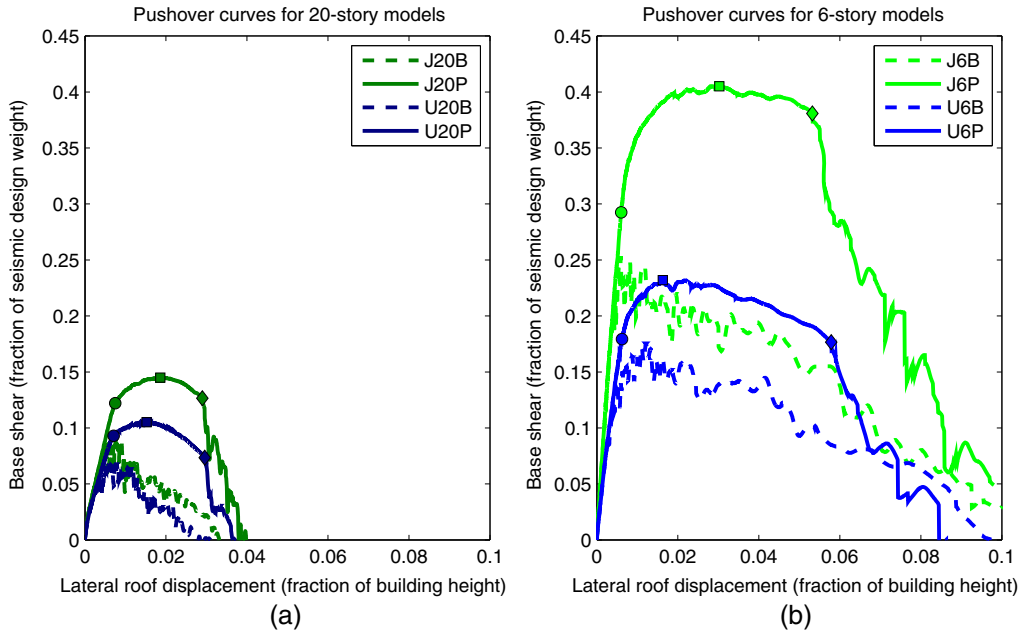 Pushover curves for 20-story models
0.45
0.4
0.35
0.3
0.25
0.2
0.15
0.1
0.05
0
0 0.02 0.04 0.06 0.08 0.1
Base shear (fraction of seismic design weight)
Lateral roof displacement (fraction of building height)
J20B
J20P
U20B
U20P
(a)
Pushover curves for 6-story models
0.45
0.4
0.35
0.3
0.25
0.2
0.15
0.1
0.05
0
0 0.02 0.04 0.06 0.08 0.1
Base shear (fraction of seismic design weight)
Lateral roof displacement (fraction of building height)
J6B
J6P
U6B
U6P
(b)